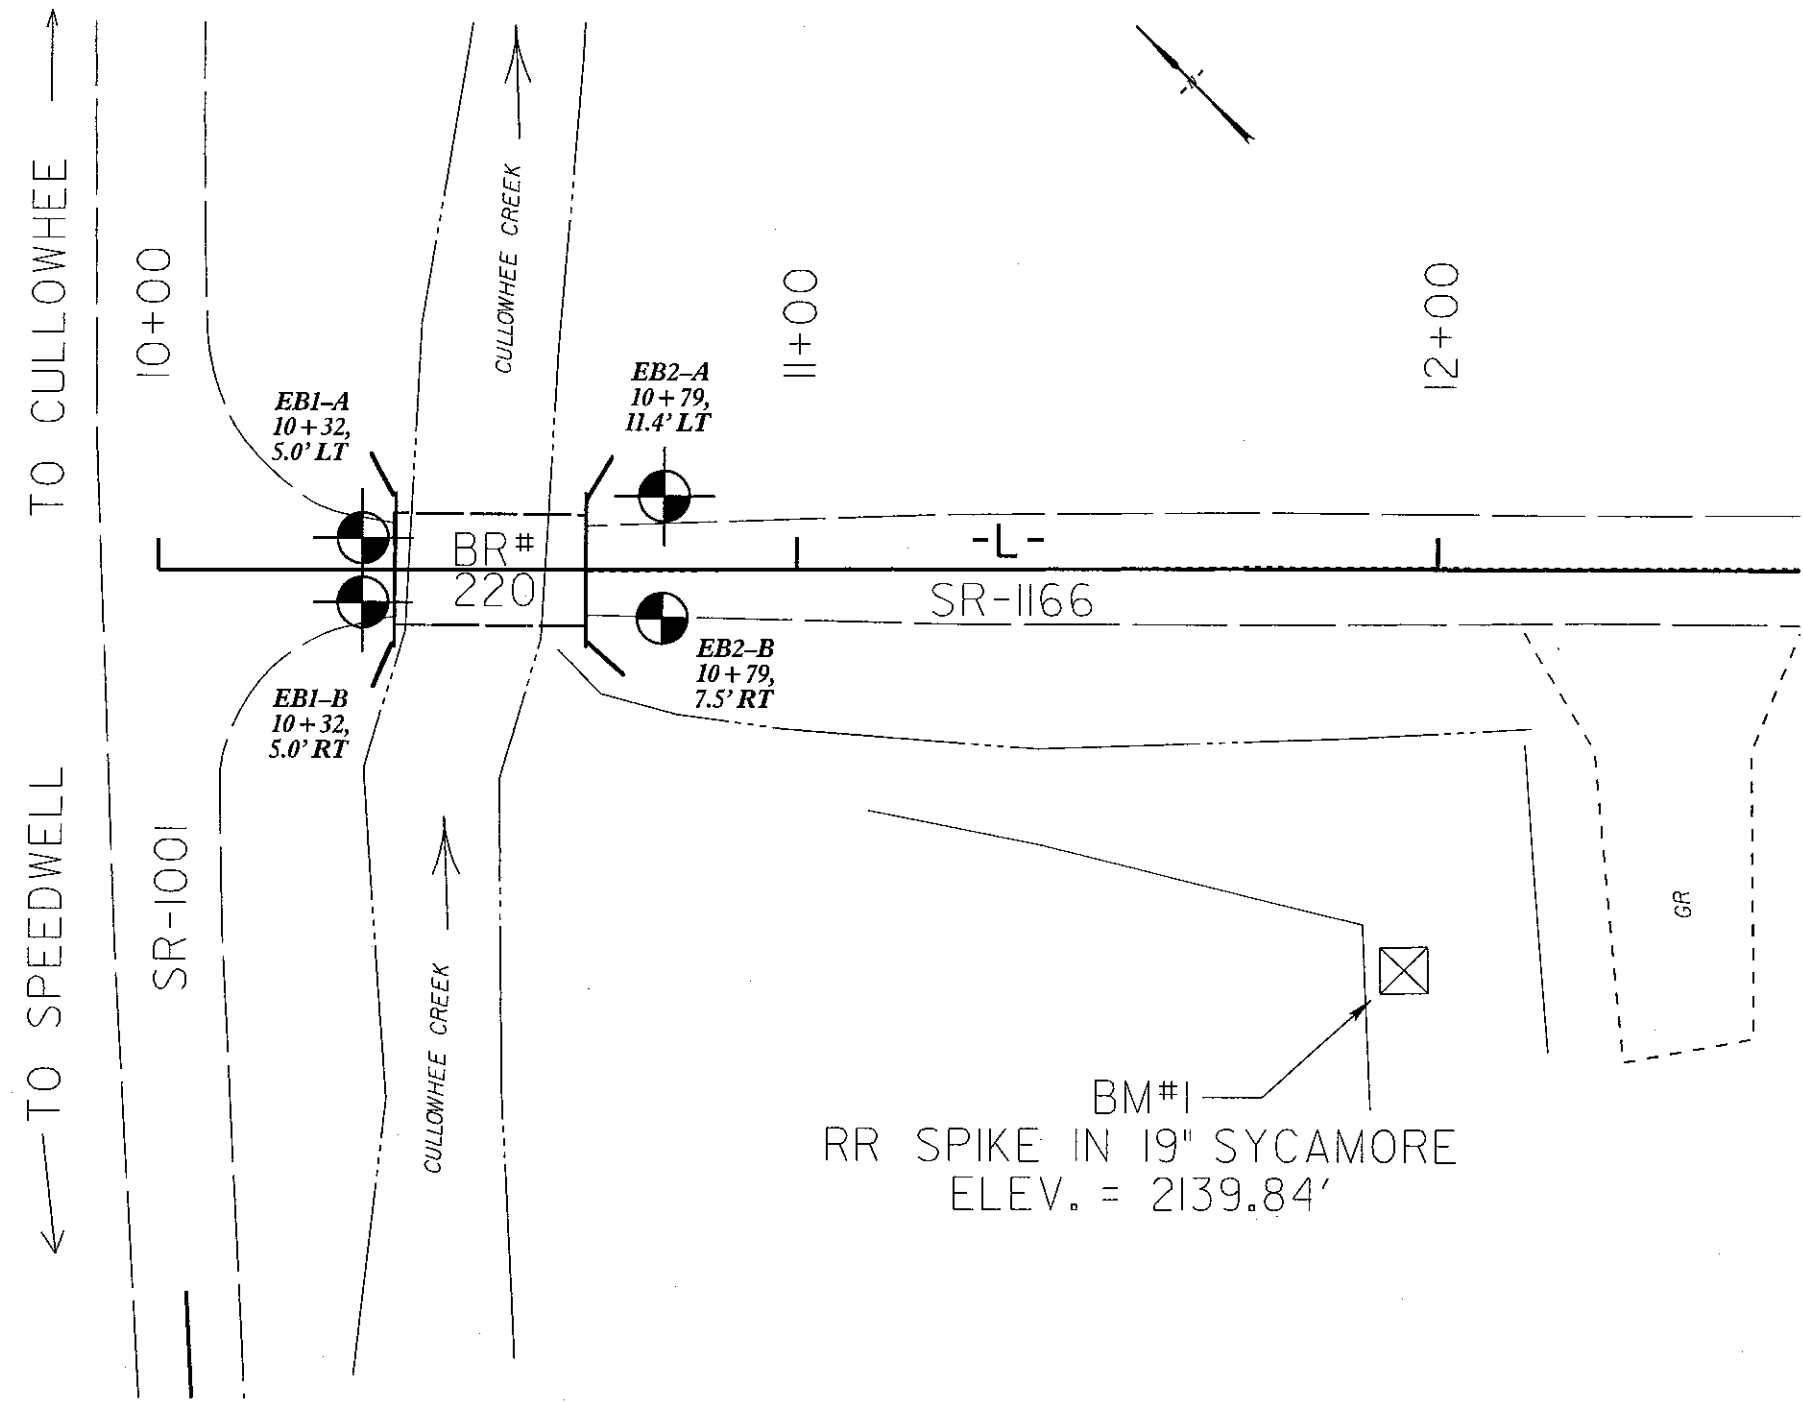 TO CULLOWHEE
10+00
CULLOWHEE CREEK
11+00
12+00
N
EB1–A
10+32,
5.0' LT
EB2–A
10+79,
11.4' LT
BR#
220
-L-
SR-1166
EB1–B
10+32,
5.0' RT
EB2–B
10+79,
7.5' RT
TO SPEEDWELL
SR-1001
CULLOWHEE CREEK
GR
BM#1
RR SPIKE IN 19" SYCAMORE
ELEV. = 2139.84'